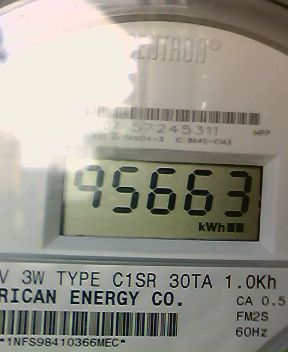 CENTRON®
57245311
95663
kWh
V 3W TYPE C1SR 30TA 1.0Kh
RICAN ENERGY CO.
CA 0.5
FM2S
60Hz
*1NFS98410366MEC*